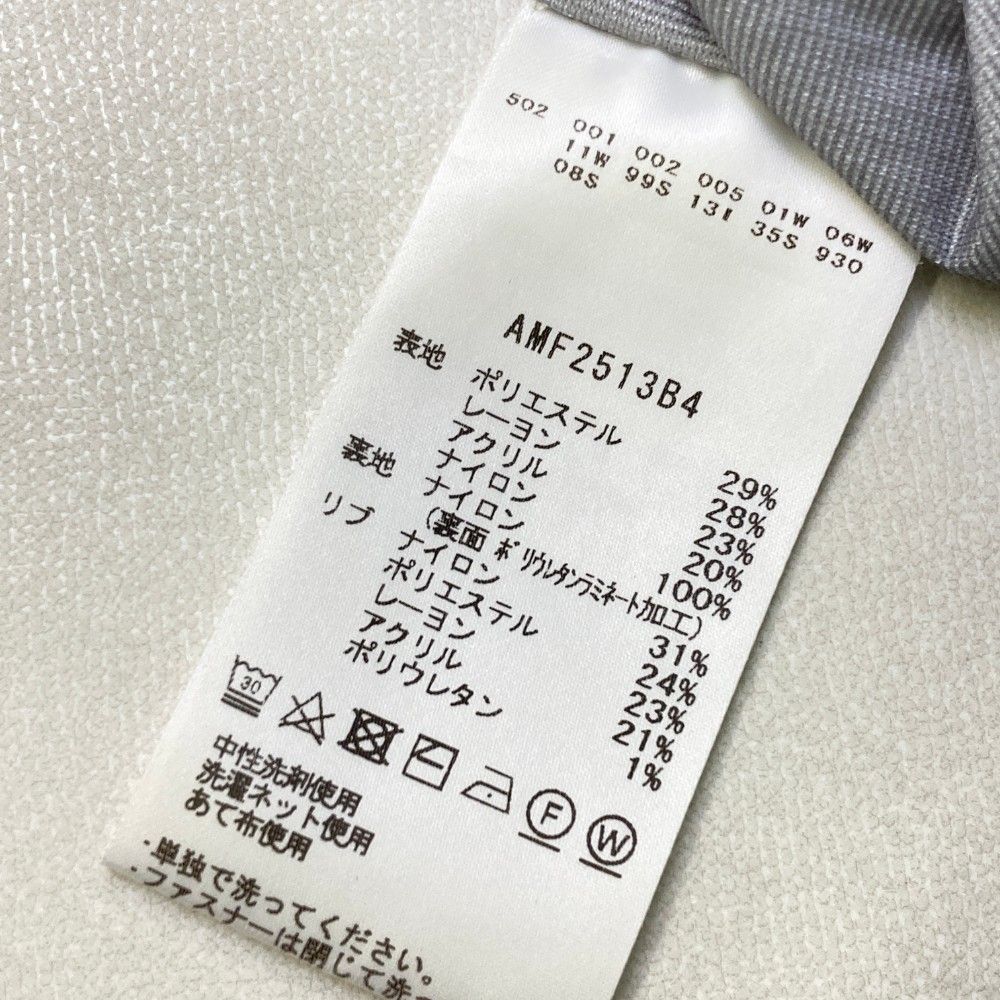 502 001 002 005 01W 06W
11W 99S 13I 35S 930
08S
AMF2513B4
表地 ポリエステル 29%
レーヨン 28%
アクリル 23%
ナイロン 20%
裏地 ナイロン 100%
(裏面 ポリウレタンラミネート加工)
リブ ナイロン 31%
ポリエステル 24%
レーヨン 23%
アクリル 21%
ポリウレタン 1%
30
F W
中性洗剤使用
洗濯ネット使用
あて布使用
・単独で洗ってください。
・ファスナーは閉じて洗っ